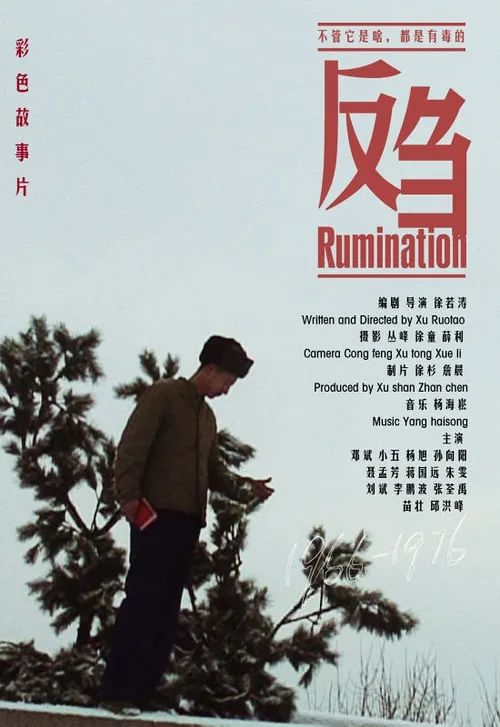 彩色故事片
不管它是啥，都是有毒的
反刍
Rumination
编剧 导演 徐若涛
Written and Directed by Xu Ruotao
摄影 丛峰 徐童 薛利
Camera Cong feng Xu tong Xue li
制片 徐杉 詹晨
Produced by Xu shan Zhan chen
音乐 杨海崧
Music Yang haisong
主演
邓斌 小五 杨旭 孙向阳
聂孟芳 蒋国远 朱雯
刘斌 李鹏波 张荃禹
苗壮 邱洪峰
1966-1976